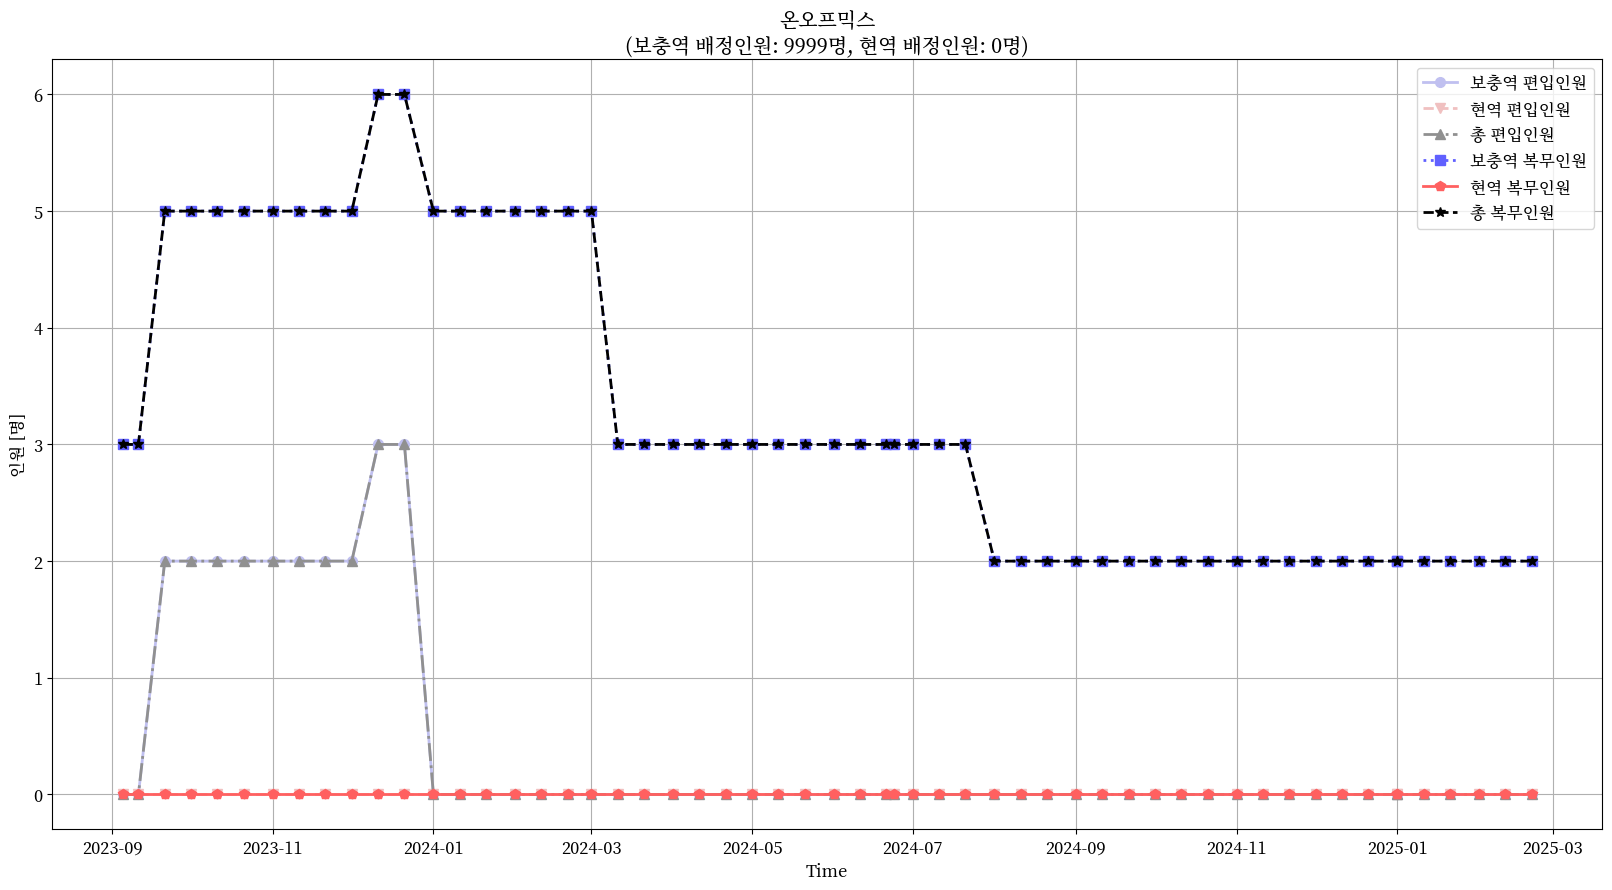 온오프믹스
(보충역 배정인원: 9999명, 현역 배정인원: 0명)
보충역 편입인원
현역 편입인원
총 편입인원
보충역 복무인원
현역 복무인원
총 복무인원
인원 [명]
6
5
4
3
2
1
0
2023-09
2023-11
2024-01
2024-03
2024-05
2024-07
2024-09
2024-11
2025-01
2025-03
Time